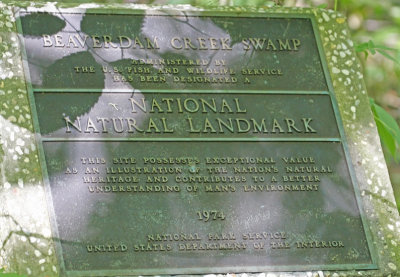 BEAVERDAM CREEK SWAMP
ADMINISTERED BY
THE U.S. FISH AND WILDLIFE SERVICE
HAS BEEN DESIGNATED A
NATIONAL
NATURAL LANDMARK
THIS SITE POSSESSES EXCEPTIONAL VALUE
AS AN ILLUSTRATION OF THE NATION'S NATURAL
HERITAGE AND CONTRIBUTES TO A BETTER
UNDERSTANDING OF MAN'S ENVIRONMENT
1974
NATIONAL PARK SERVICE
UNITED STATES DEPARTMENT OF THE INTERIOR